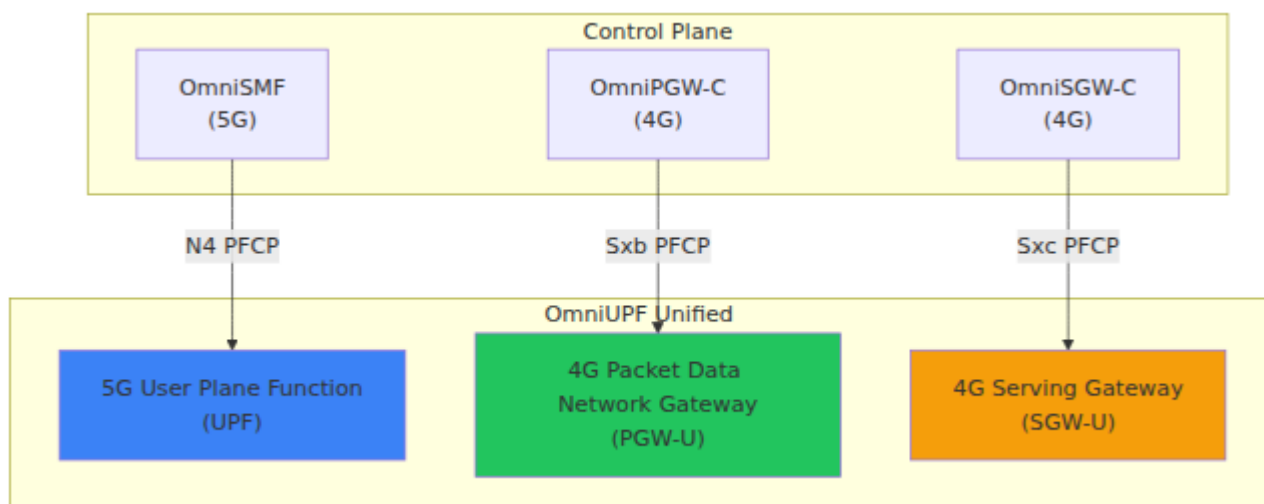 Control Plane
OmniSMF
(5G)
OmniPGW-C
(4G)
OmniSGW-C
(4G)
N4 PFCP
Sxb PFCP
Sxc PFCP
OmniUPF Unified
5G User Plane Function
(UPF)
4G Packet Data
Network Gateway
(PGW-U)
4G Serving Gateway
(SGW-U)